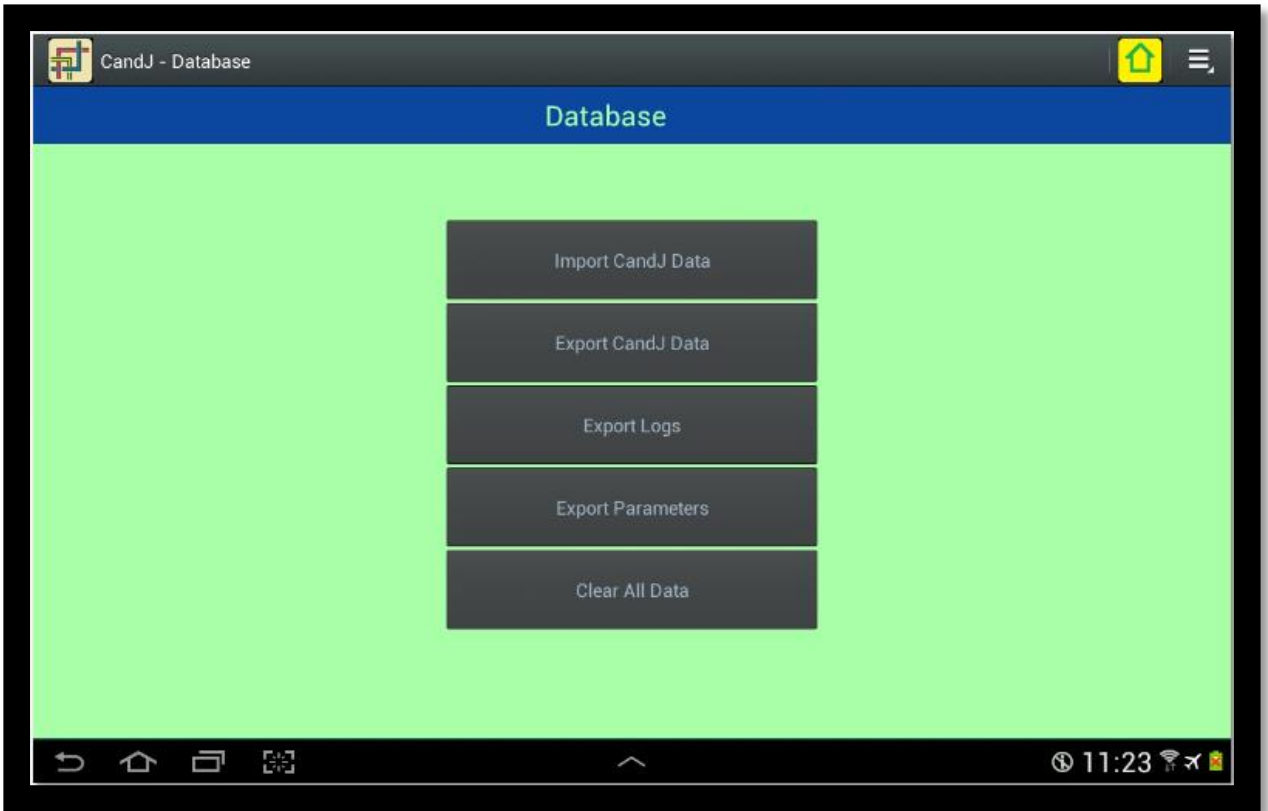 CandJ - Database
Database
Import CandJ Data
Export CandJ Data
Export Logs
Export Parameters
Clear All Data
11:23